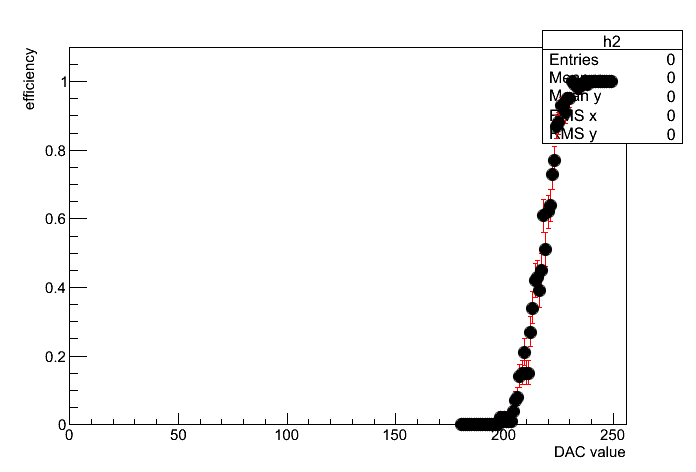 h2
Entries 0
Mean x 0
Mean y 0
RMS x 0
RMS y 0
efficiency
1
0.8
0.6
0.4
0.2
0
0 50 100 150 200 250
DAC value